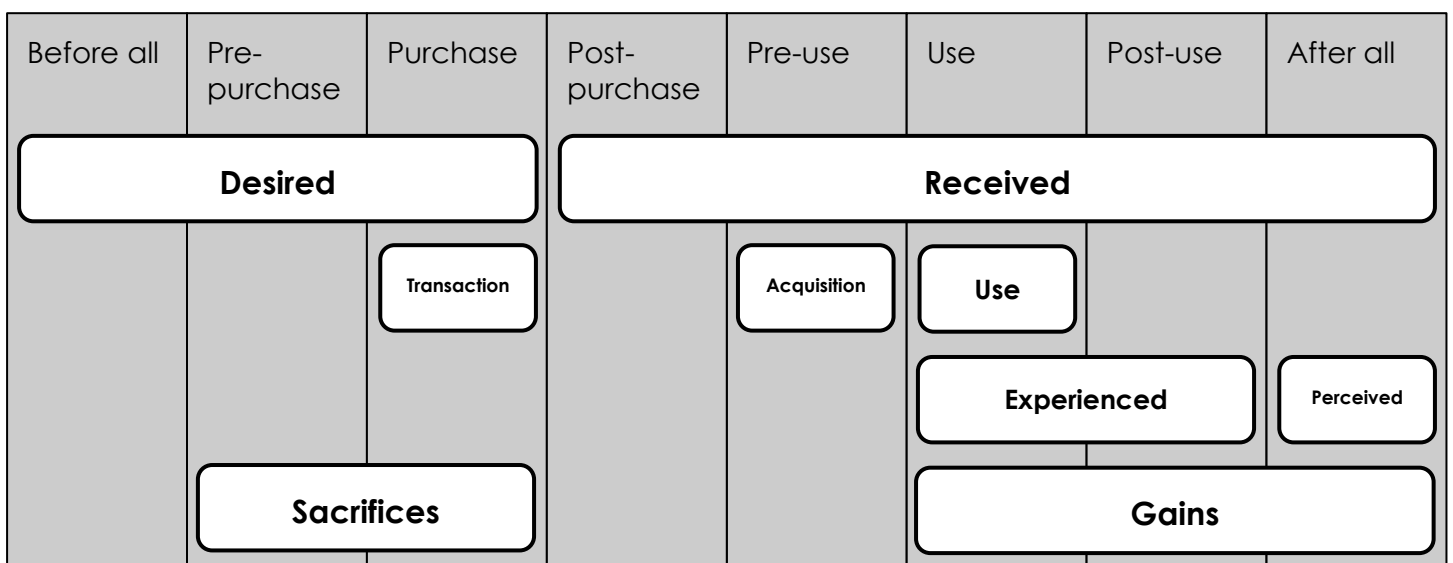 Before all
Pre-
purchase
Purchase
Post-
purchase
Pre-use
Use
Post-use
After all
Desired
Received
Transaction
Acquisition
Use
Experienced
Perceived
Sacrifices
Gains